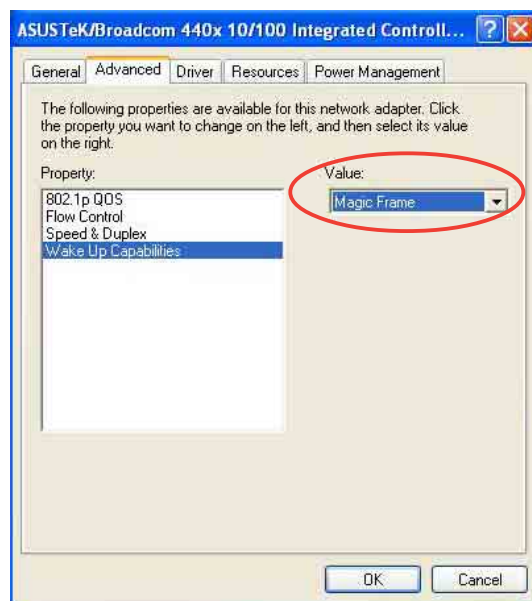 ASUSTeK/Broadcom 440x 10/100 Integrated Controll...
General Advanced Driver Resources Power Management
The following properties are available for this network adapter. Click
the property you want to change on the left, and then select its value
on the right.
Property:
Value:
802.1p QOS
Flow Control
Speed & Duplex
Wake Up Capabilities
Magic Frame
OK Cancel